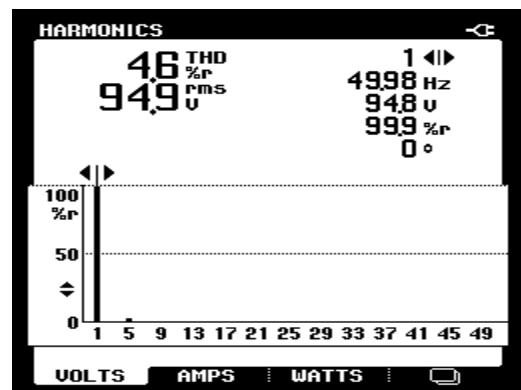 HARMONICS
4.6 THD %r
94.9 rms V
1
49.98 Hz
94.8 V
99.9 %r
0 °
100
%r
50
0
1 5 9 13 17 21 25 29 33 37 41 45 49
VOLTS AMPS WATTS